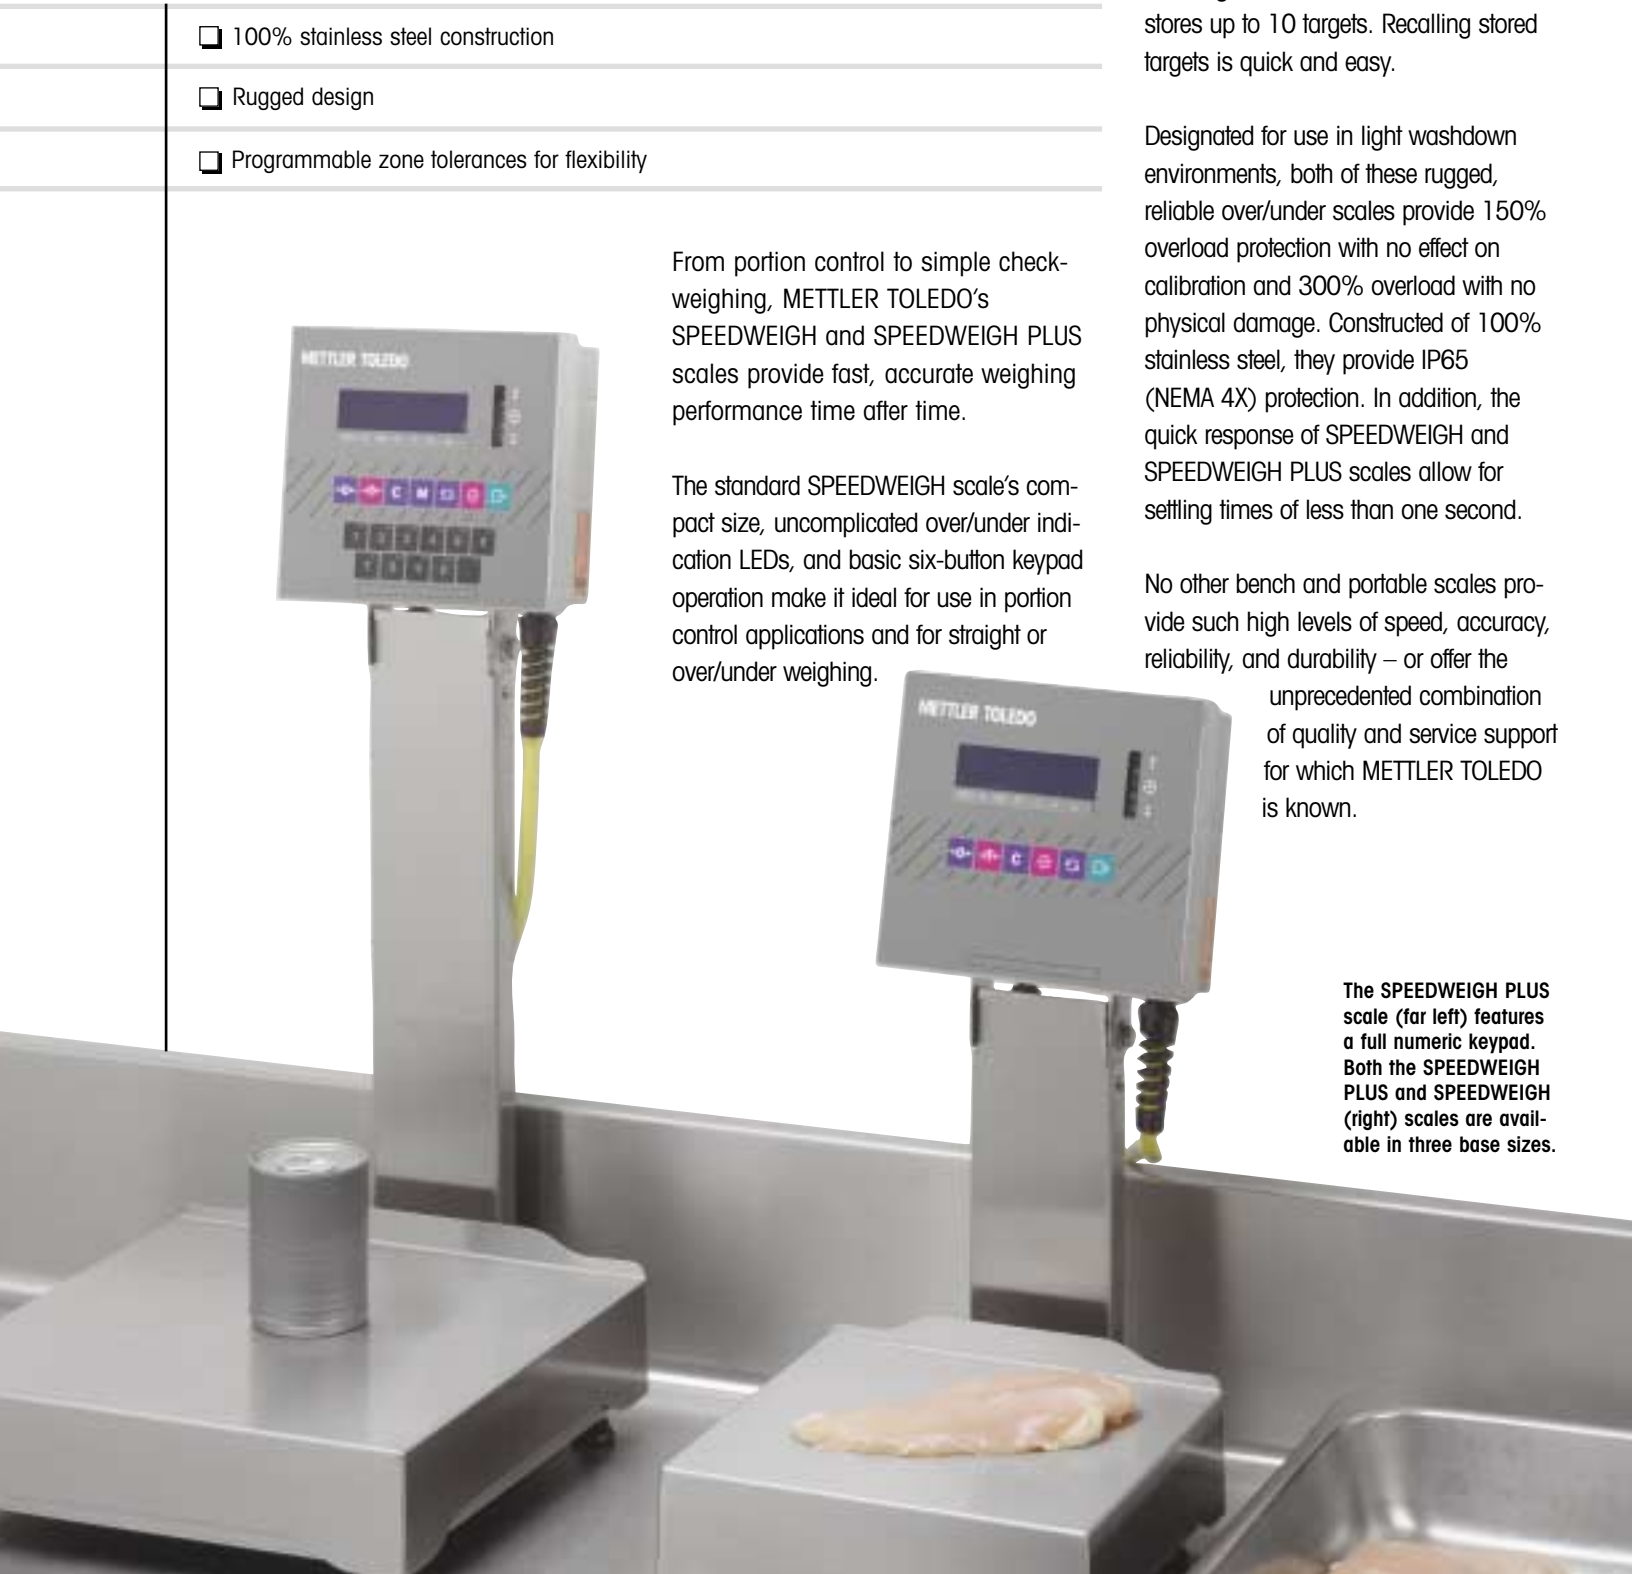 100% stainless steel construction
Rugged design
Programmable zone tolerances for flexibility
From portion control to simple check-
weighing, METTLER TOLEDO's
SPEEDWEIGH and SPEEDWEIGH PLUS
scales provide fast, accurate weighing
performance time after time.
The standard SPEEDWEIGH scale's com-
pact size, uncomplicated over/under indi-
cation LEDs, and basic six-button keypad
operation make it ideal for use in portion
control applications and for straight or
over/under weighing.
stores up to 10 targets. Recalling stored
targets is quick and easy.
Designated for use in light washdown
environments, both of these rugged,
reliable over/under scales provide 150%
overload protection with no effect on
calibration and 300% overload with no
physical damage. Constructed of 100%
stainless steel, they provide IP65
(NEMA 4X) protection. In addition, the
quick response of SPEEDWEIGH and
SPEEDWEIGH PLUS scales allow for
settling times of less than one second.
No other bench and portable scales pro-
vide such high levels of speed, accuracy,
reliability, and durability – or offer the
unprecedented combination
of quality and service support
for which METTLER TOLEDO
is known.
METTLER TOLEDO
C M
METTLER TOLEDO
C
The SPEEDWEIGH PLUS
scale (far left) features
a full numeric keypad.
Both the SPEEDWEIGH
PLUS and SPEEDWEIGH
(right) scales are avail-
able in three base sizes.